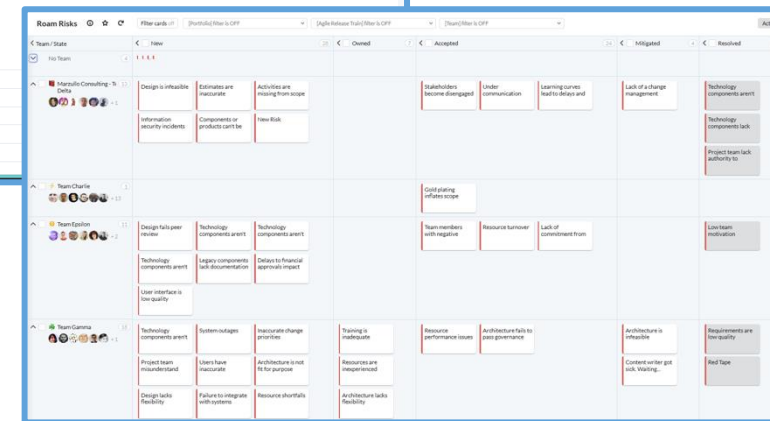 Roam Risks
Filter cards
[Portfolio] filter is OFF
[Agile Release Train] filter is OFF
[Team] filter is OFF
Team / State
New
Owned
Accepted
Mitigated
Resolved
No Team
Marzullo Consulting - Te
Delta
Design is infeasible
Estimates are
inaccurate
Activities are
missing from scope
Information
security incidents
Components or
products can't be
New Risk
Stakeholders
become disengaged
Under
communication
Learning curves
lead to delays and
Lack of a change
management
Technology
components aren't
Technology
components lack
Project team lack
authority to
Team Charlie
+13
Gold plating
inflates scope
Team Epsilon
+2
Design fails peer
review
Technology
components aren't
Technology
components aren't
Technology
components aren't
Legacy components
lack documentation
Delays to financial
approvals impact
User interface is
low quality
Team members
with negative
Resource turnover
Lack of
commitment from
Low team
motivation
Team Gamma
+1
Technology
components aren't
System outages
Inaccurate change
priorities
Project team
misunderstand
Users have
inaccurate
Architecture is not
fit for purpose
Design lacks
flexibility
Failure to integrate
with systems
Resource shortfalls
Training is
inadequate
Resources are
inexperienced
Architecture lacks
flexibility
Resource
performance issues
Architecture fails to
pass governance
Architecture is
infeasible
Content writer got
sick. Waiting...
Requirements are
low quality
Red Tape